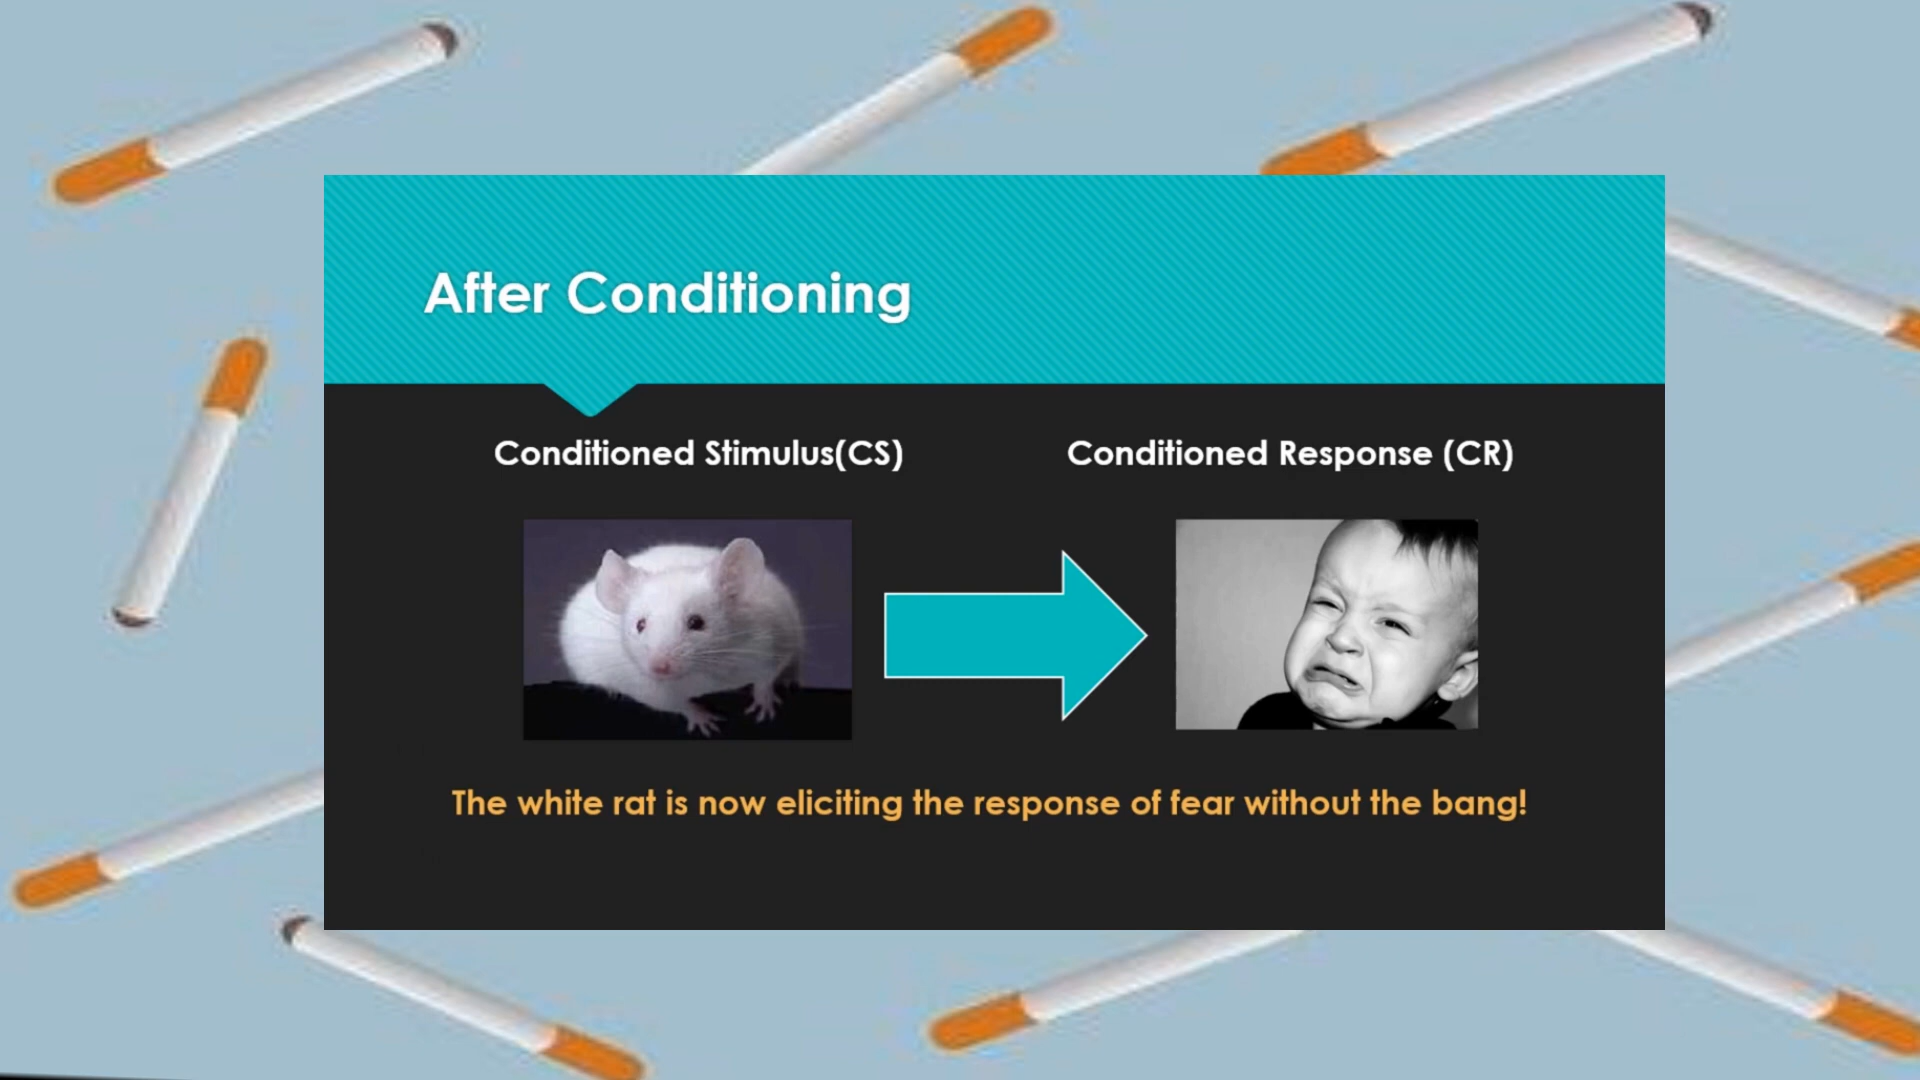 After Conditioning
Conditioned Stimulus(CS)
Conditioned Response (CR)
The white rat is now eliciting the response of fear without the bang!